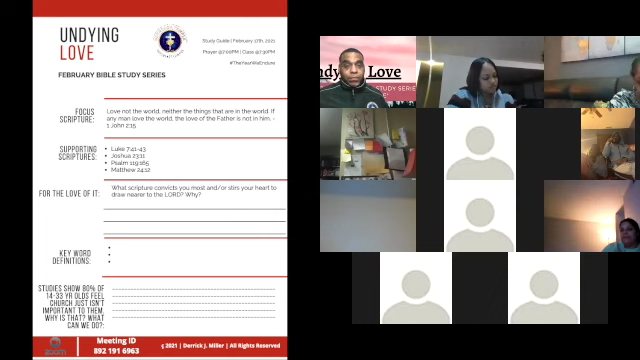 UNDYING
LOVE
Study Guide | February 17th, 2021
Prayer @7:00PM | Class @7:30PM
#TheYearWeEndure
FEBRUARY BIBLE STUDY SERIES
FOCUS
SCRIPTURE:
Love not the world, neither the things that are in the world. If
any man love the world, the love of the Father is not in him. -
1 John 2:15
SUPPORTING
SCRIPTURES:
• Luke 7:41-43
• Joshua 23:11
• Psalm 119:165
• Matthew 24:12
FOR THE LOVE OF IT:
What scripture convicts you most and/or stirs your heart to
draw nearer to the LORD? Why?
KEY WORD
DEFINITIONS:
STUDIES SHOW 80% OF
14-33 YR OLDS FEEL
CHURCH JUST ISN'T
IMPORTANT TO THEM.
WHY IS THAT? WHAT
CAN WE DO?:
zoom
Meeting ID
892 191 6963
© 2021 | Derrick J. Miller | All Rights Reserved
Love
STUDY SERIES